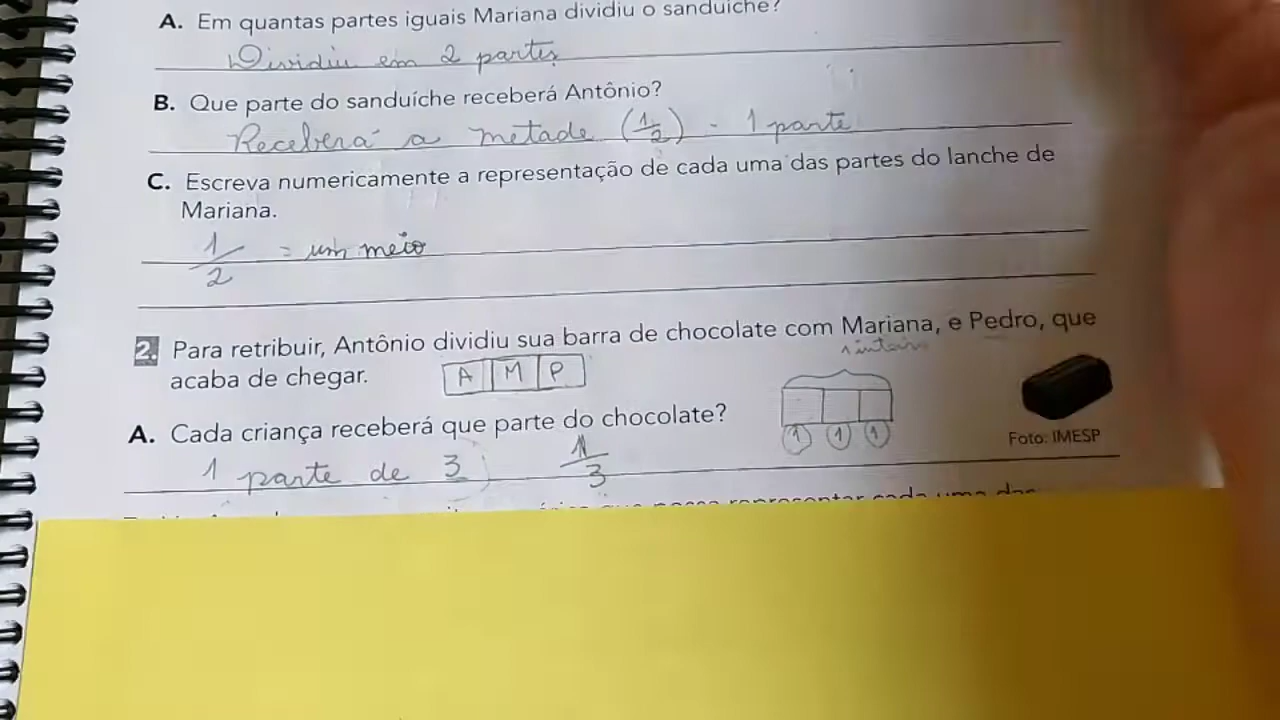 A. Em quantas partes iguais Mariana dividiu o sanduíche?
Dividiu em 2 partes
B. Que parte do sanduíche receberá Antônio?
Receberá a metade (1/2) - 1 parte
C. Escreva numericamente a representação de cada uma das partes do lanche de
Mariana.
1/2 = um meio
2. Para retribuir, Antônio dividiu sua barra de chocolate com Mariana, e Pedro, que
acaba de chegar.
A M P
1 inteiro
1 1 1
Foto: IMESP
A. Cada criança receberá que parte do chocolate?
1 parte de 3 1/3